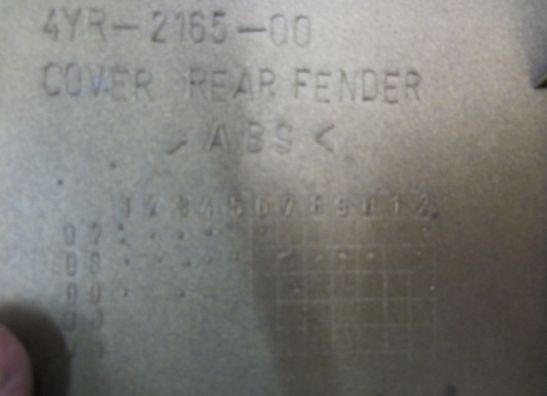 4YR-2165-00
COVER REAR FENDER
>ABS<
1 2 3 4 5 6 7 8 9 0 1 2